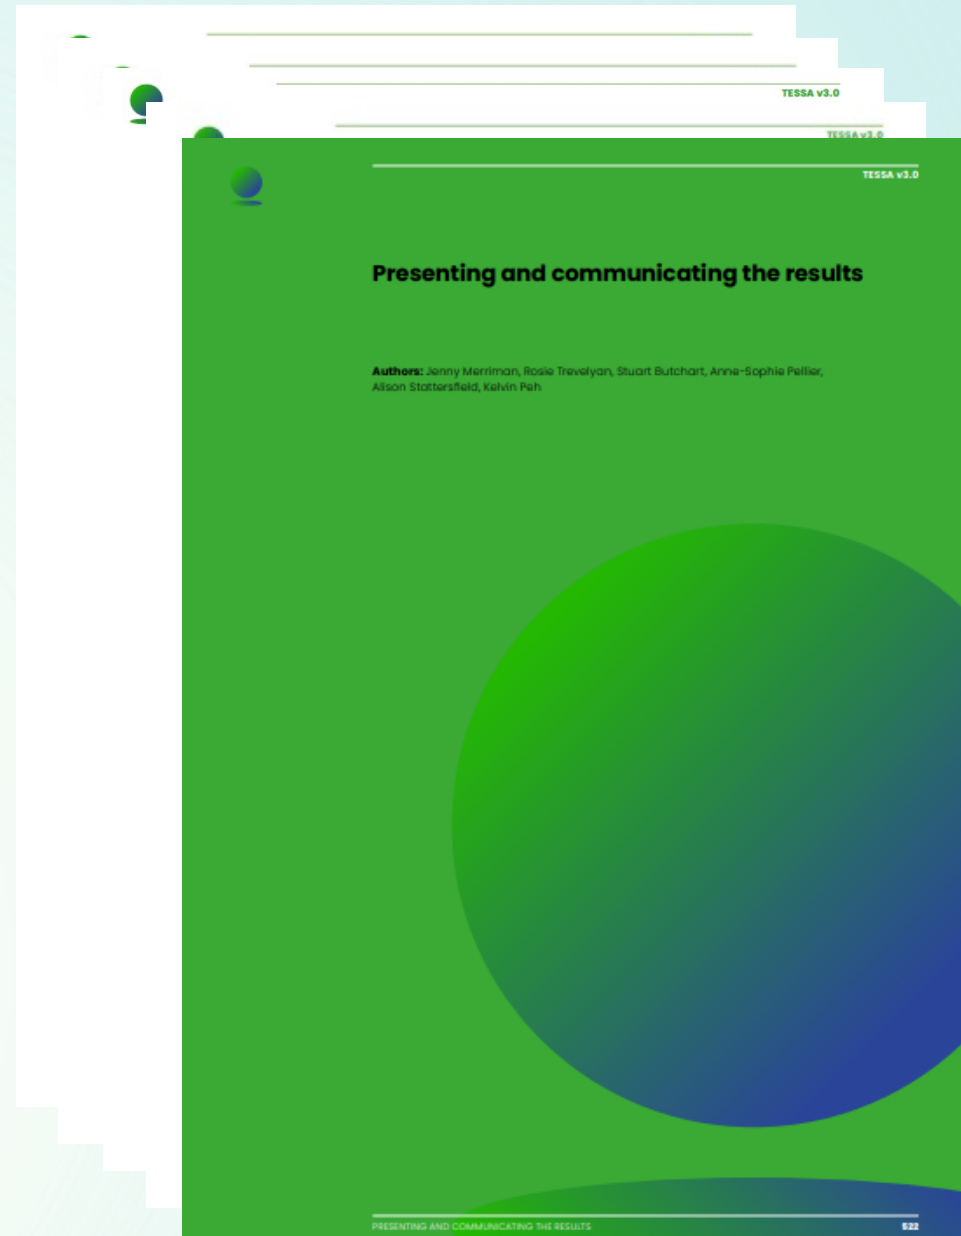 TESSA v3.0
TESSA v3.0
TESSA v3.0
Presenting and communicating the results
Authors: Jenny Merriman, Rosie Trevelyan, Stuart Butchart, Anne-Sophie Pellier,
Alison Stattersfield, Kelvin Peh
PRESENTING AND COMMUNICATING THE RESULTS 522